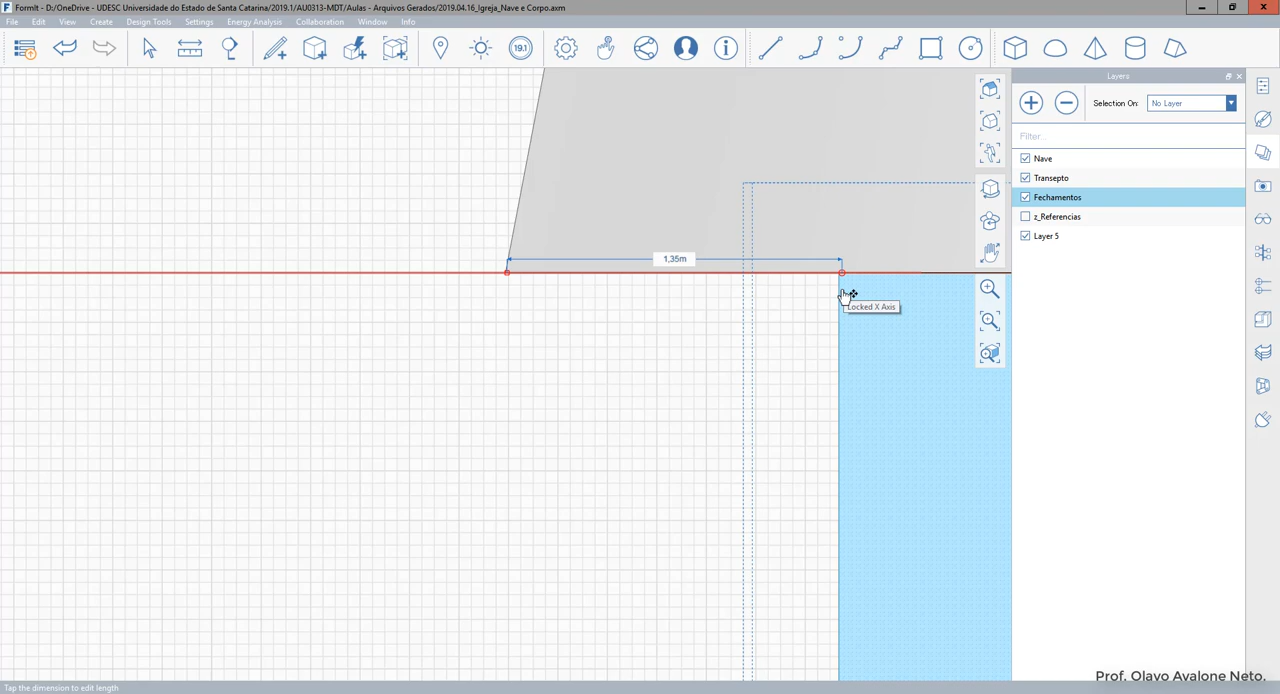 FormIt - D:/OneDrive - UDESC Universidade do Estado de Santa Catarina/2019.1/AU0313-MDT/Aulas - Arquivos Gerados/2019.04.16_Igreja_Nave e Corpo.axm
File Edit View Create Design Tools Settings Energy Analysis Collaboration Window Info
19.1
Layers
Selection On: No Layer
Filter...
Nave
Transepto
Fechamentos
z_Referencias
Layer 5
1,35m
Locked X Axis
Prof. Olavo Avalone Neto.
Tap the dimension to edit length